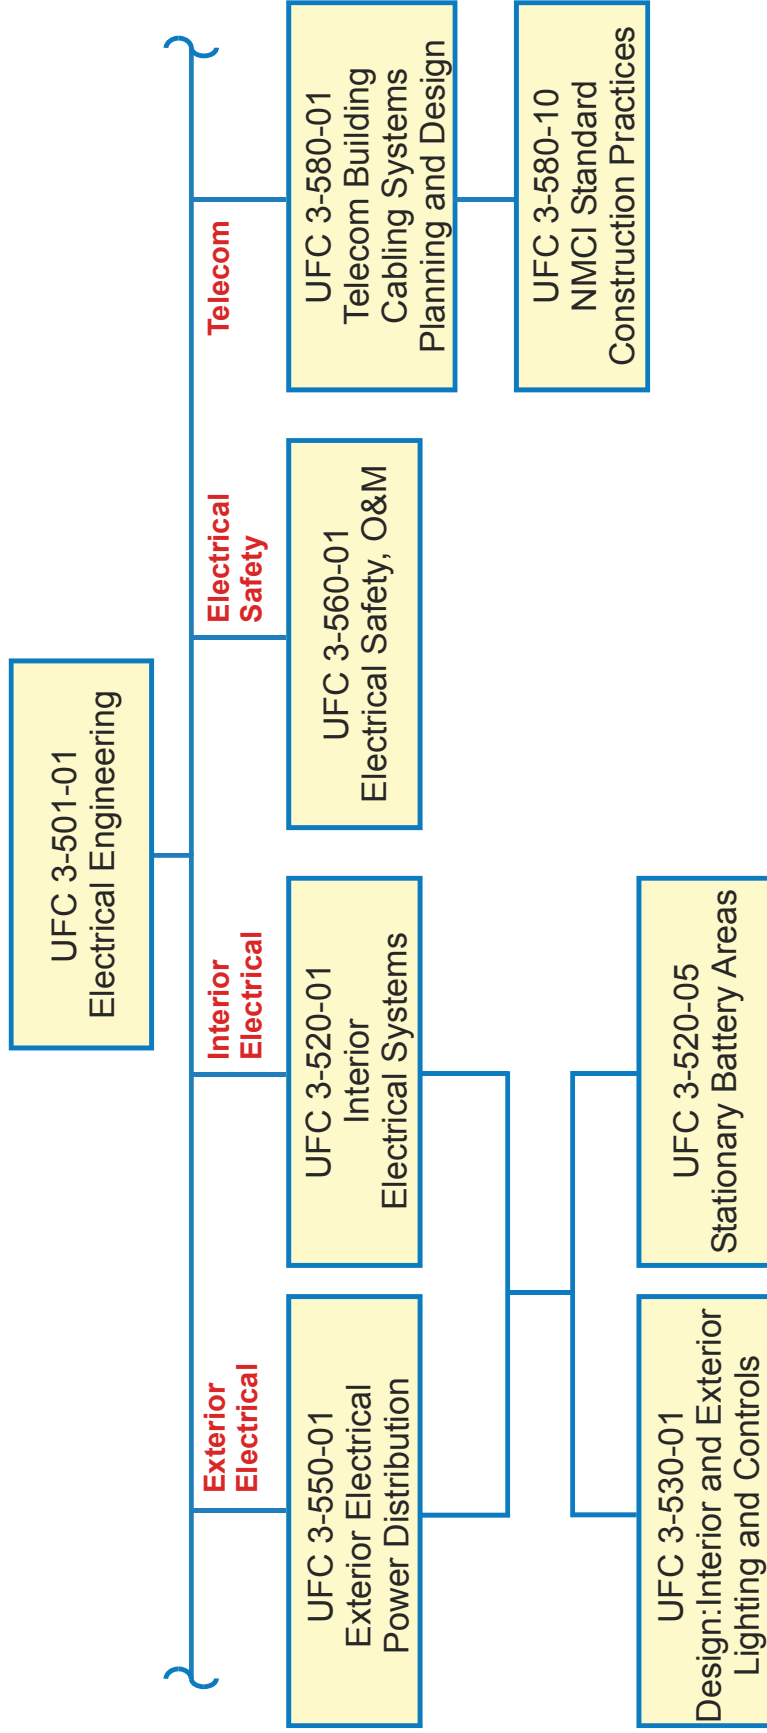 UFC 3-501-01
Electrical Engineering
Exterior
Electrical
Interior
Electrical
Electrical
Safety
Telecom
UFC 3-550-01
Exterior Electrical
Power Distribution
UFC 3-520-01
Interior
Electrical Systems
UFC 3-560-01
Electrical Safety, O&M
UFC 3-580-01
Telecom Building
Cabling Systems
Planning and Design
UFC 3-580-10
NMCI Standard
Construction Practices
UFC 3-530-01
Design:Interior and Exterior
Lighting and Controls
UFC 3-520-05
Stationary Battery Areas